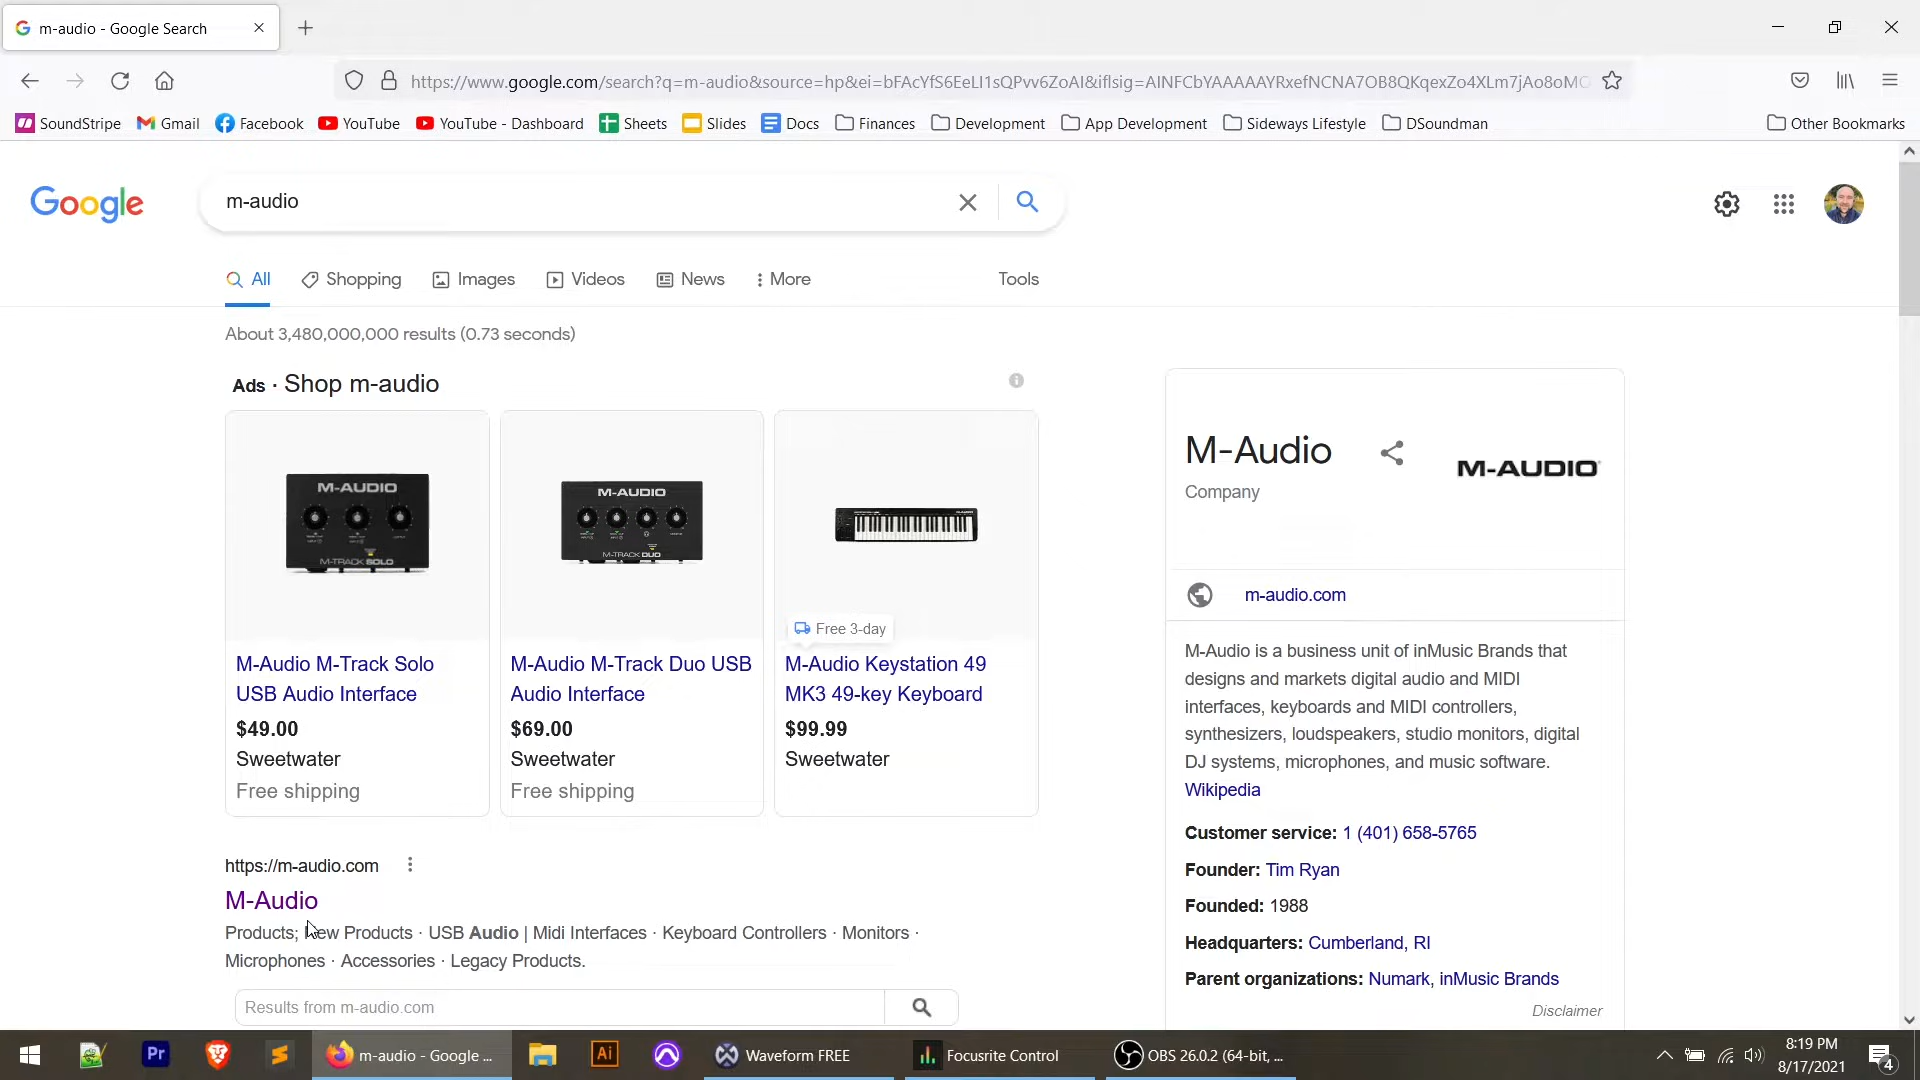 m-audio - Google Search
https://www.google.com/search?q=m-audio&source=hp&ei=bFAcYfS6EeLI1sQPvv6ZoAI&iflsig=AINFCbYAAAAAYRxefNCNA7OB8QKqexZo4XLm7jAo8oM
SoundStripe Gmail Facebook YouTube YouTube - Dashboard Sheets Slides Docs Finances Development App Development Sideways Lifestyle DSoundman Other Bookmarks
Google
m-audio
All Shopping Images Videos News More Tools
About 3,480,000,000 results (0.73 seconds)
Ads · Shop m-audio
M-AUDIO
M-TRACK SOLO
M-AUDIO
M-TRACK DUO
Free 3-day
M-Audio M-Track Solo
USB Audio Interface
$49.00
Sweetwater
Free shipping
M-Audio M-Track Duo USB
Audio Interface
$69.00
Sweetwater
Free shipping
M-Audio Keystation 49
MK3 49-key Keyboard
$99.99
Sweetwater
https://m-audio.com
M-Audio
Products; New Products · USB Audio | Midi Interfaces · Keyboard Controllers · Monitors ·
Microphones · Accessories · Legacy Products.
Results from m-audio.com
M-Audio
Company
M-AUDIO
m-audio.com
M-Audio is a business unit of inMusic Brands that
designs and markets digital audio and MIDI
interfaces, keyboards and MIDI controllers,
synthesizers, loudspeakers, studio monitors, digital
DJ systems, microphones, and music software.
Wikipedia
Customer service: 1 (401) 658-5765
Founder: Tim Ryan
Founded: 1988
Headquarters: Cumberland, RI
Parent organizations: Numark, inMusic Brands
Disclaimer
Pr
m-audio - Google ...
Ai
Waveform FREE
Focusrite Control
OBS 26.0.2 (64-bit, ...
8:19 PM
8/17/2021
4